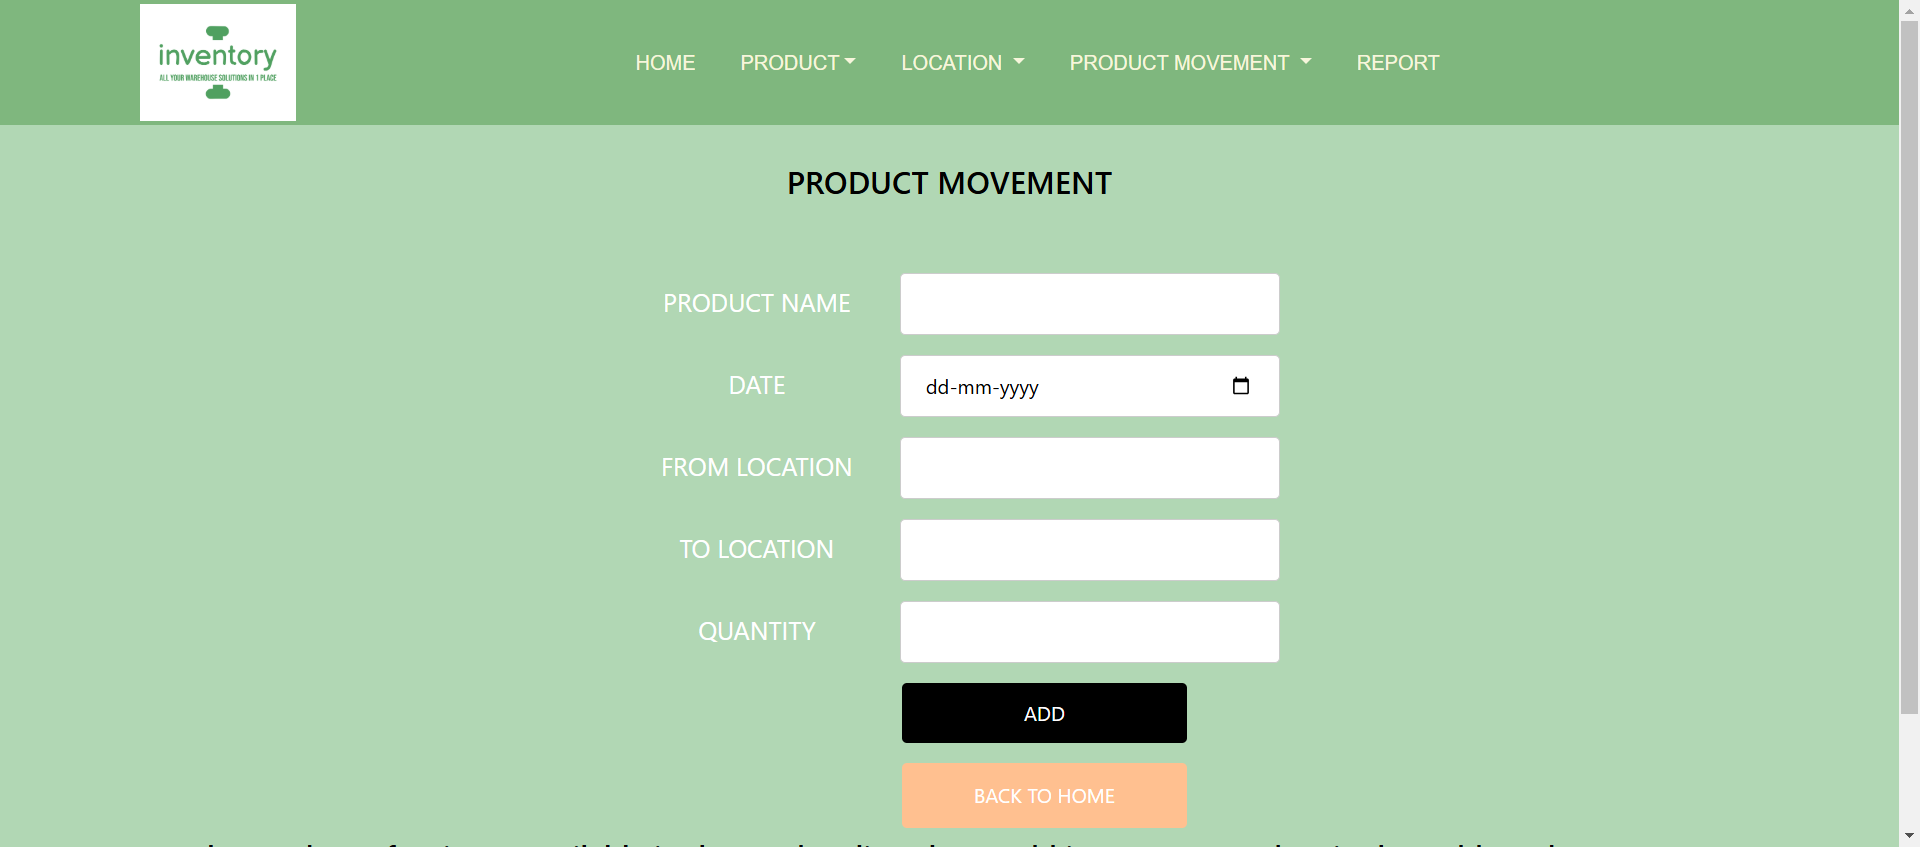 inventory
ALL YOUR WAREHOUSE SOLUTIONS IN 1 PLACE
HOME PRODUCT LOCATION PRODUCT MOVEMENT REPORT
PRODUCT MOVEMENT
PRODUCT NAME
DATE dd-mm-yyyy
FROM LOCATION
TO LOCATION
QUANTITY
ADD
BACK TO HOME